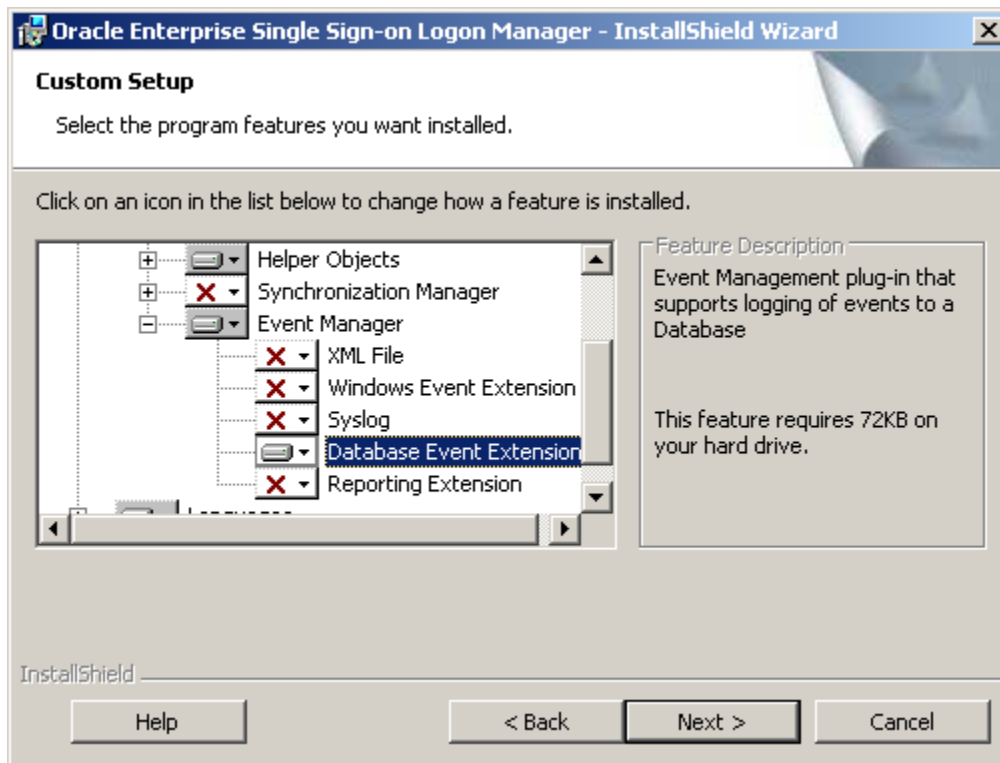 Oracle Enterprise Single Sign-on Logon Manager - InstallShield Wizard
Custom Setup
Select the program features you want installed.
Click on an icon in the list below to change how a feature is installed.
Helper Objects
Synchronization Manager
Event Manager
XML File
Windows Event Extension
Syslog
Database Event Extension
Reporting Extension
Languages
Feature Description
Event Management plug-in that
supports logging of events to a
Database
This feature requires 72KB on
your hard drive.
InstallShield
Help
< Back
Next >
Cancel